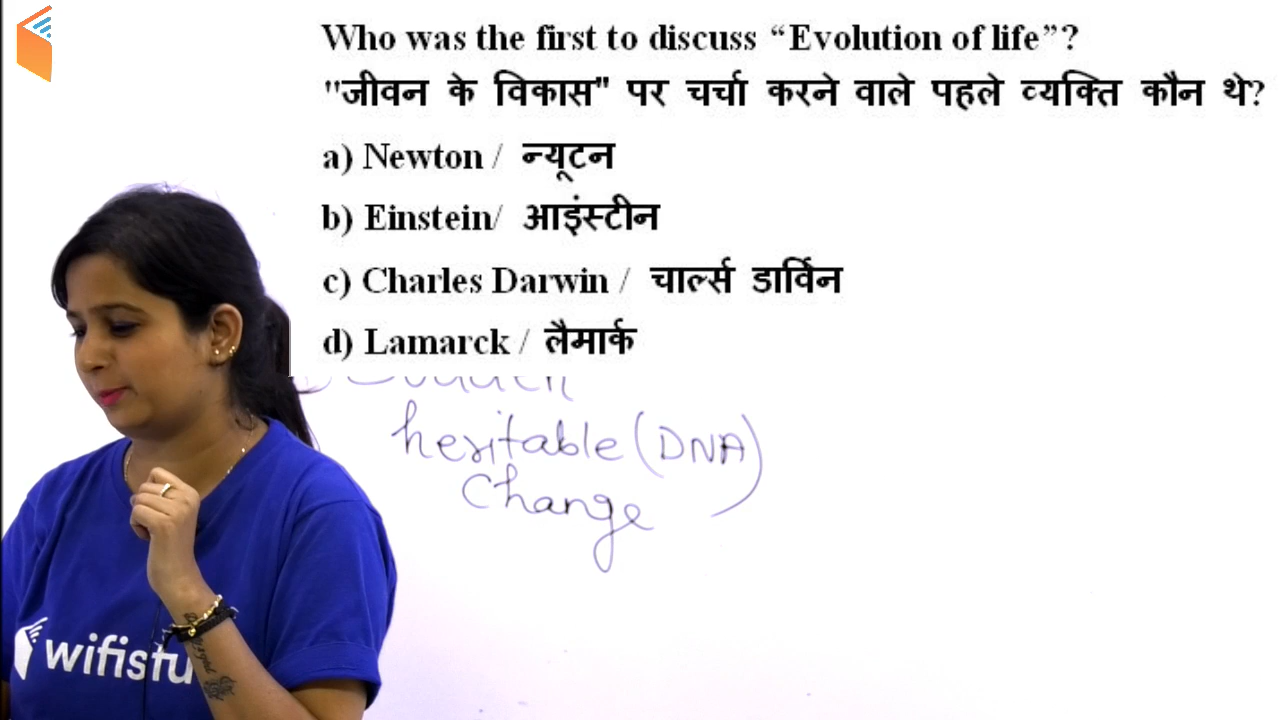 Who was the first to discuss “Evolution of life”?
"जीवन के विकास" पर चर्चा करने वाले पहले व्यक्ति कौन थे?
a) Newton / न्यूटन
b) Einstein/ आइंस्टीन
c) Charles Darwin / चार्ल्स डार्विन
d) Lamarck / लैमार्क
heritable (DNA)
Change
wifistu